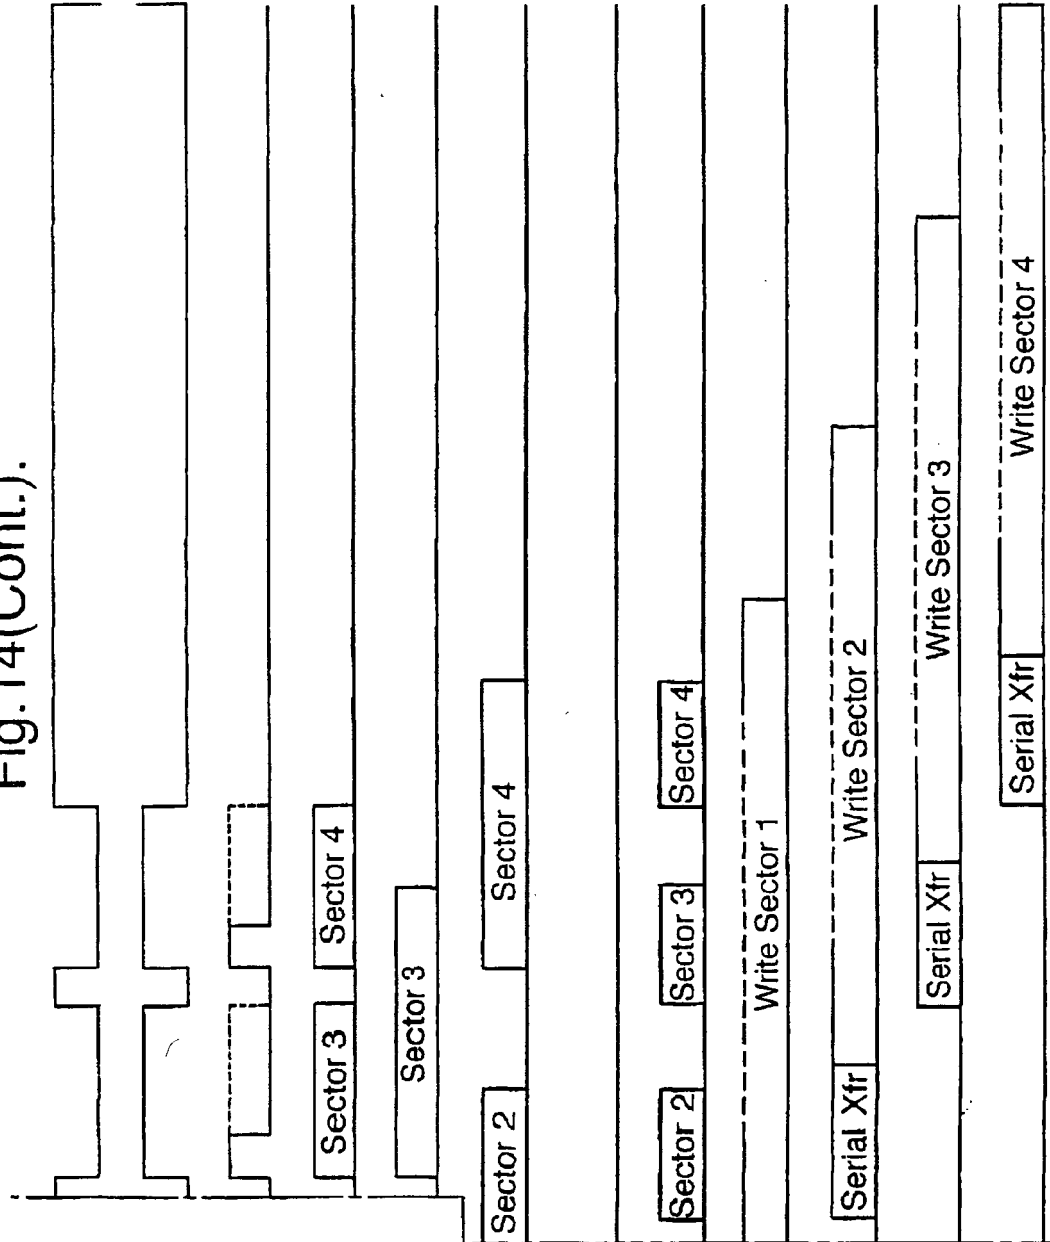 Fig.14(Cont.).
Sector 3
Sector 4
Sector 3
Sector 2
Sector 4
Sector 2
Sector 3
Sector 4
Write Sector 1
Serial Xfr
Write Sector 2
Serial Xfr
Write Sector 3
Serial Xfr
Write Sector 4